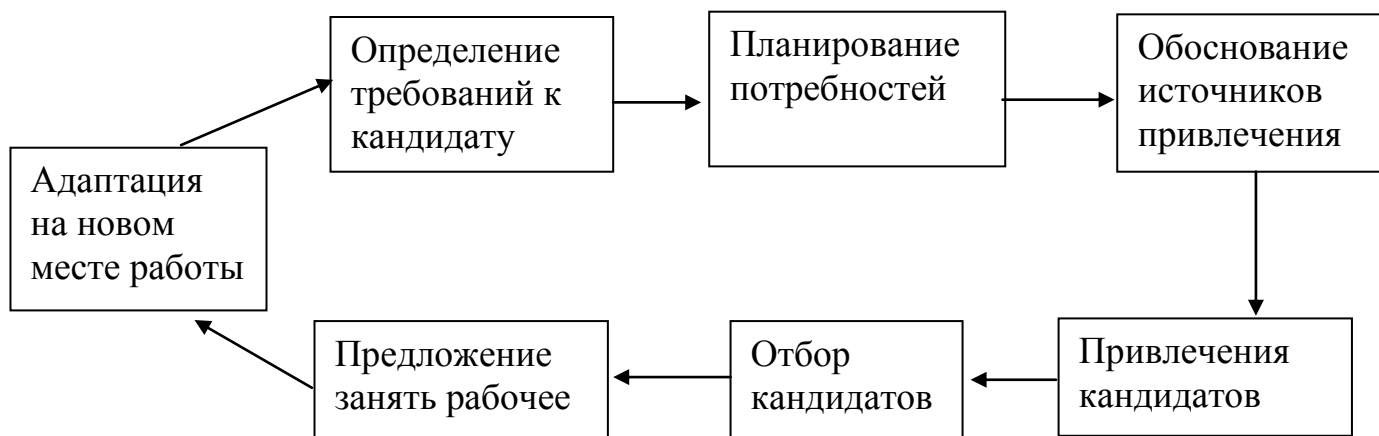 Определение
требований к
кандидату
Планирование
потребностей
Обоснование
источников
привлечения
Адаптация
на новом
месте работы
Предложение
занять рабочее
Отбор
кандидатов
Привлечения
кандидатов